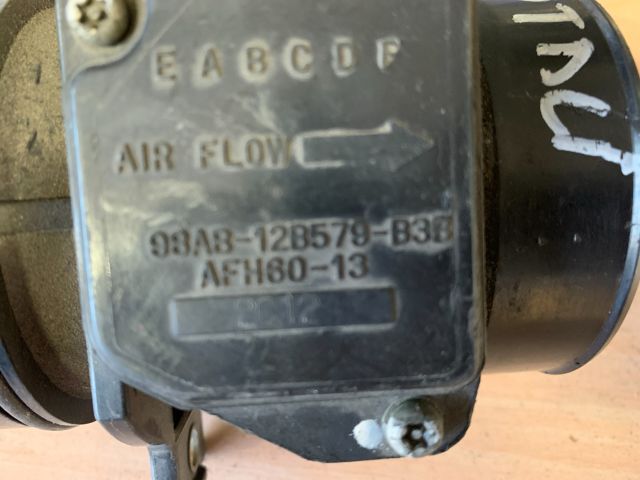 EABCDF
AIR FLOW
98AB-12B579-B3B
AFH60-13